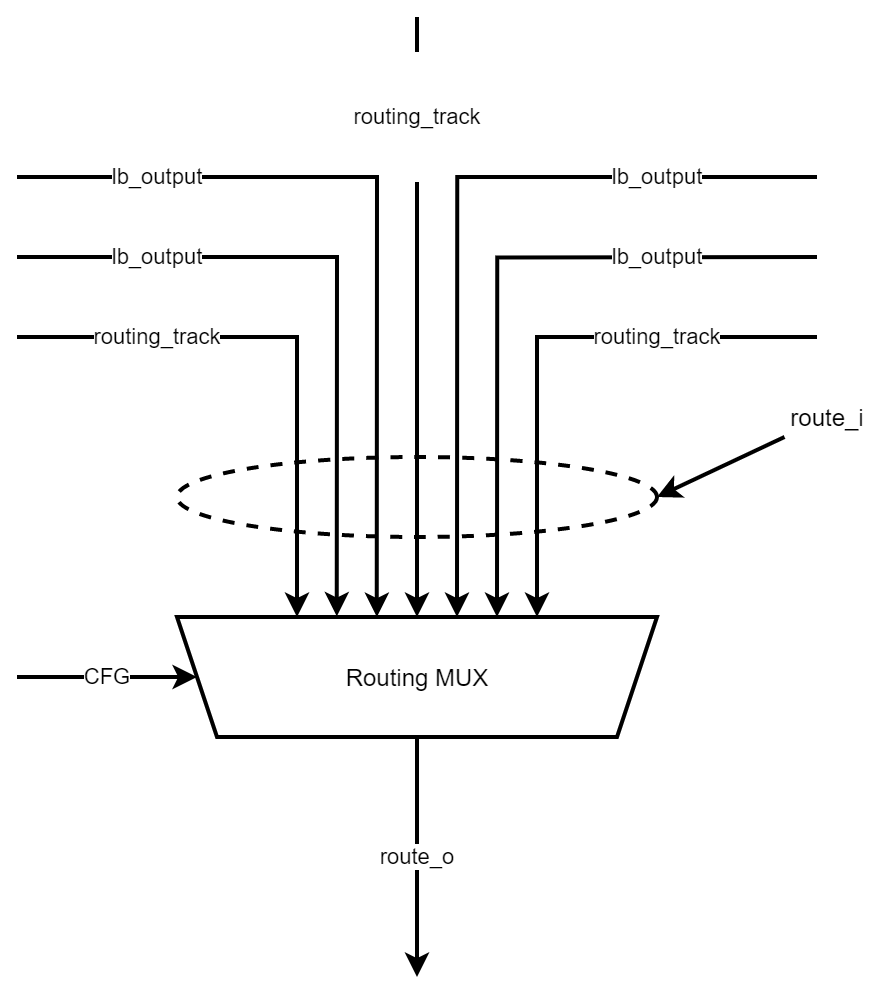 routing_track
lb_output
lb_output
lb_output
lb_output
routing_track
routing_track
route_i
CFG
Routing MUX
route_o